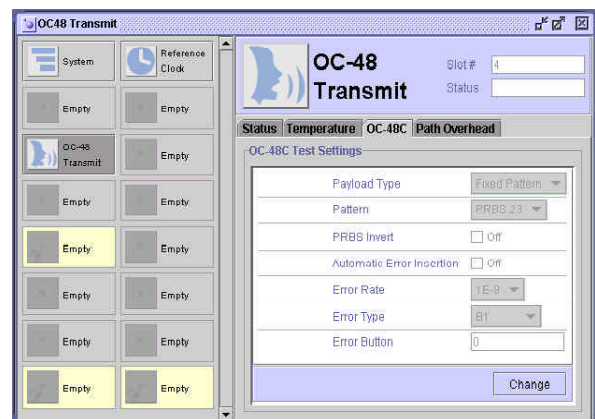 OC48 Transmit
System
Reference
Clock
Empty
Empty
OC-48
Transmit
Empty
Empty
Empty
Empty
Empty
Empty
Empty
Empty
Empty
Empty
Empty
OC-48
Transmit
Slot #
4
Status
Status
Temperature
OC-48C
Path Overhead
OC-48C Test Settings
Payload Type
Fixed Pattern
Pattern
PRBS 23
PRBS Invert
Off
Automatic Error Insertion
Off
Error Rate
1E-9
Error Type
B1
Error Button
0
Change